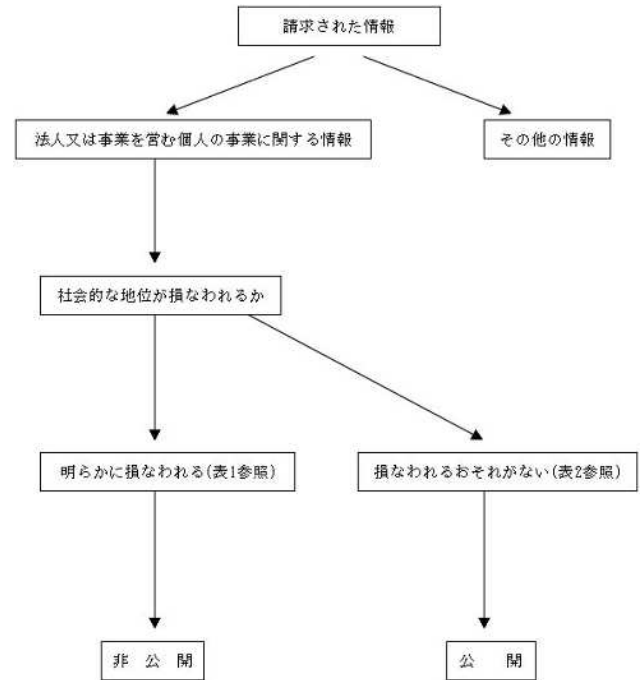 請求された情報
法人又は事業を営む個人の事業に関する情報
その他の情報
社会的な地位が損なわれるか
明らかに損なわれる(表1参照)
損なわれるおそれがない(表2参照)
非 公 開
公 開